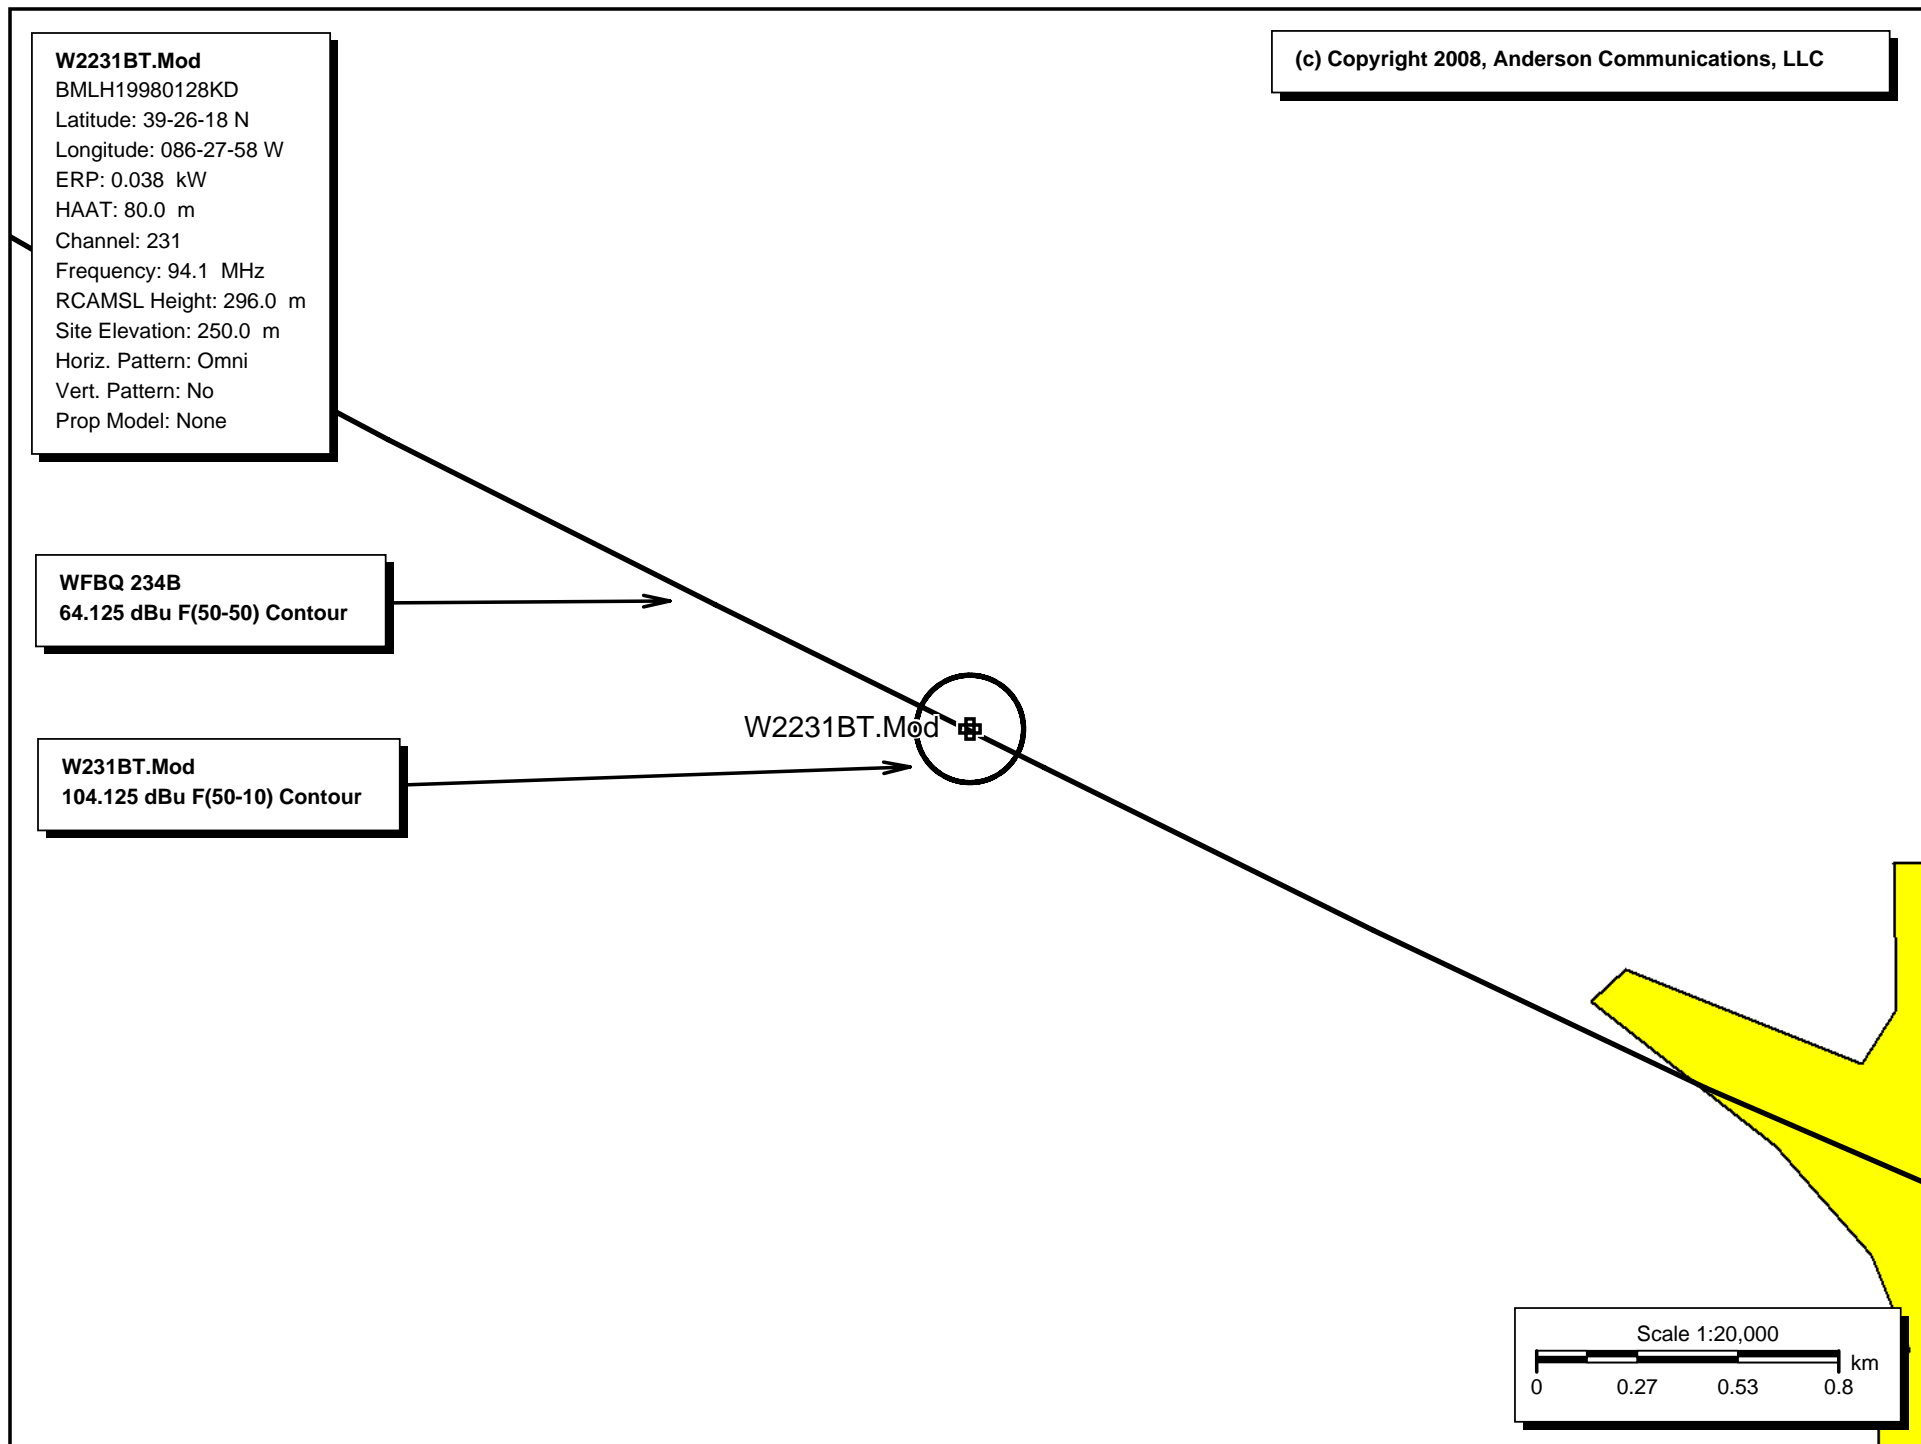 W2231BT.Mod
BMLH19980128KD
Latitude: 39-26-18 N
Longitude: 086-27-58 W
ERP: 0.038 kW
HAAT: 80.0 m
Channel: 231
Frequency: 94.1 MHz
RCAMSL Height: 296.0 m
Site Elevation: 250.0 m
Horiz. Pattern: Omni
Vert. Pattern: No
Prop Model: None
(c) Copyright 2008, Anderson Communications, LLC
WFBQ 234B
64.125 dBu F(50-50) Contour
W2231BT.Mod
W231BT.Mod
104.125 dBu F(50-10) Contour
Scale 1:20,000
km
0 0.27 0.53 0.8